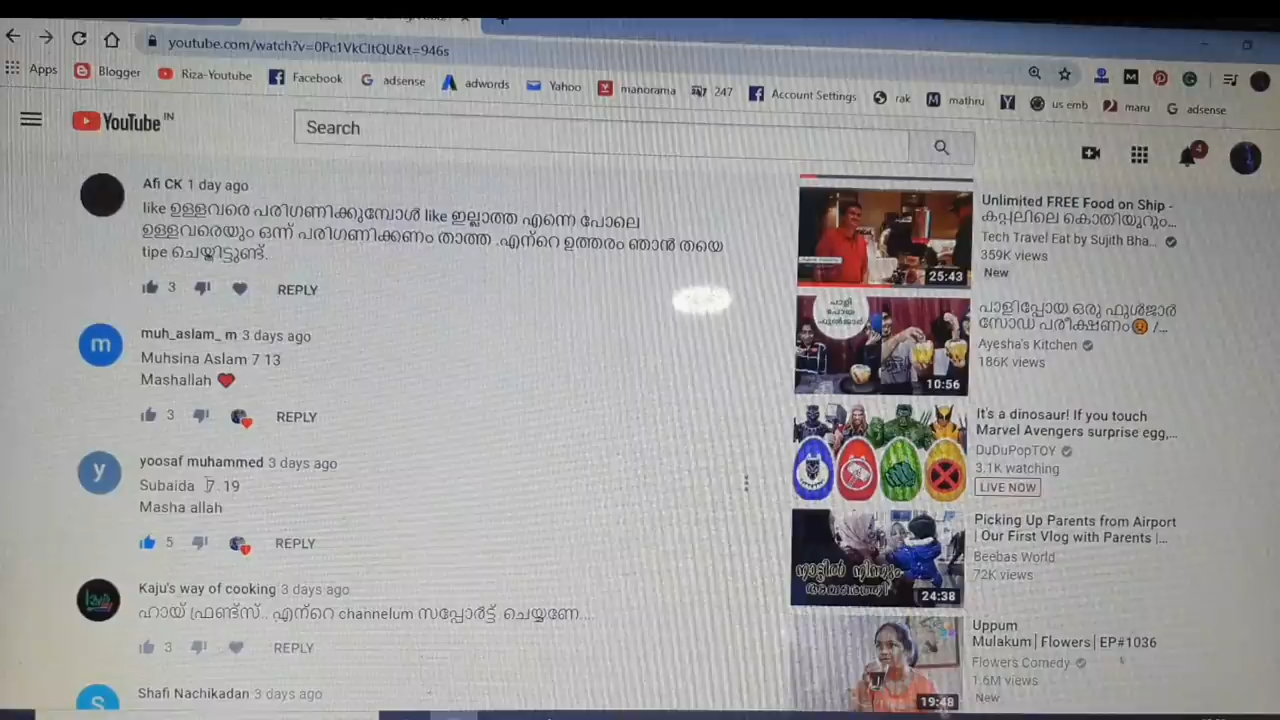 youtube.com/watch?v=0Pc1VkCItQU&t=946s
Apps Blogger Riza-Youtube Facebook adsense adwords Yahoo manorama 247 Account Settings rak mathru us emb maru adsense
YouTube IN
Search
4
Afi CK 1 day ago
like ഉള്ളവരെ പരിഗണിക്കുമ്പോൾ like ഇല്ലാത്ത എന്നെ പോലെ
ഉള്ളവരെയും ഒന്ന് പരിഗണിക്കണം താത്ത .എന്റെ ഉത്തരം ഞാൻ തയെ
tipe ചെയ്തിട്ടുണ്ട്.
3 REPLY
muh_aslam_ m 3 days ago
Muhsina Aslam 7 13
Mashallah ❤
3 REPLY
yoosaf muhammed 3 days ago
Subaida 7. 19
Masha allah
5 REPLY
Kaju's way of cooking 3 days ago
ഹായ് ഫ്രണ്ട്സ്.. എന്റെ channelum സപ്പോർട്ട് ചെയ്യണേ....
3 REPLY
Shafi Nachikadan 3 days ago
Unlimited FREE Food on Ship -
കപ്പലിലെ കൊതിയൂറും...
Tech Travel Eat by Sujith Bha...
359K views
New
25:43
പാളിപ്പോയ ഒരു ഫുൾജാർ
സോഡ പരീക്ഷണം😥 /...
Ayesha's Kitchen
186K views
പാളി
പോയ
ഫുൽജാർ
10:56
It's a dinosaur! If you touch
Marvel Avengers surprise egg,...
DuDuPopTOY
3.1K watching
LIVE NOW
Picking Up Parents from Airport
| Our First Vlog with Parents |...
Beebas World
72K views
നാട്ടിൽ നിന്നും
24:38
Uppum
Mulakum | Flowers | EP#1036
Flowers Comedy
1.6M views
New
19:48